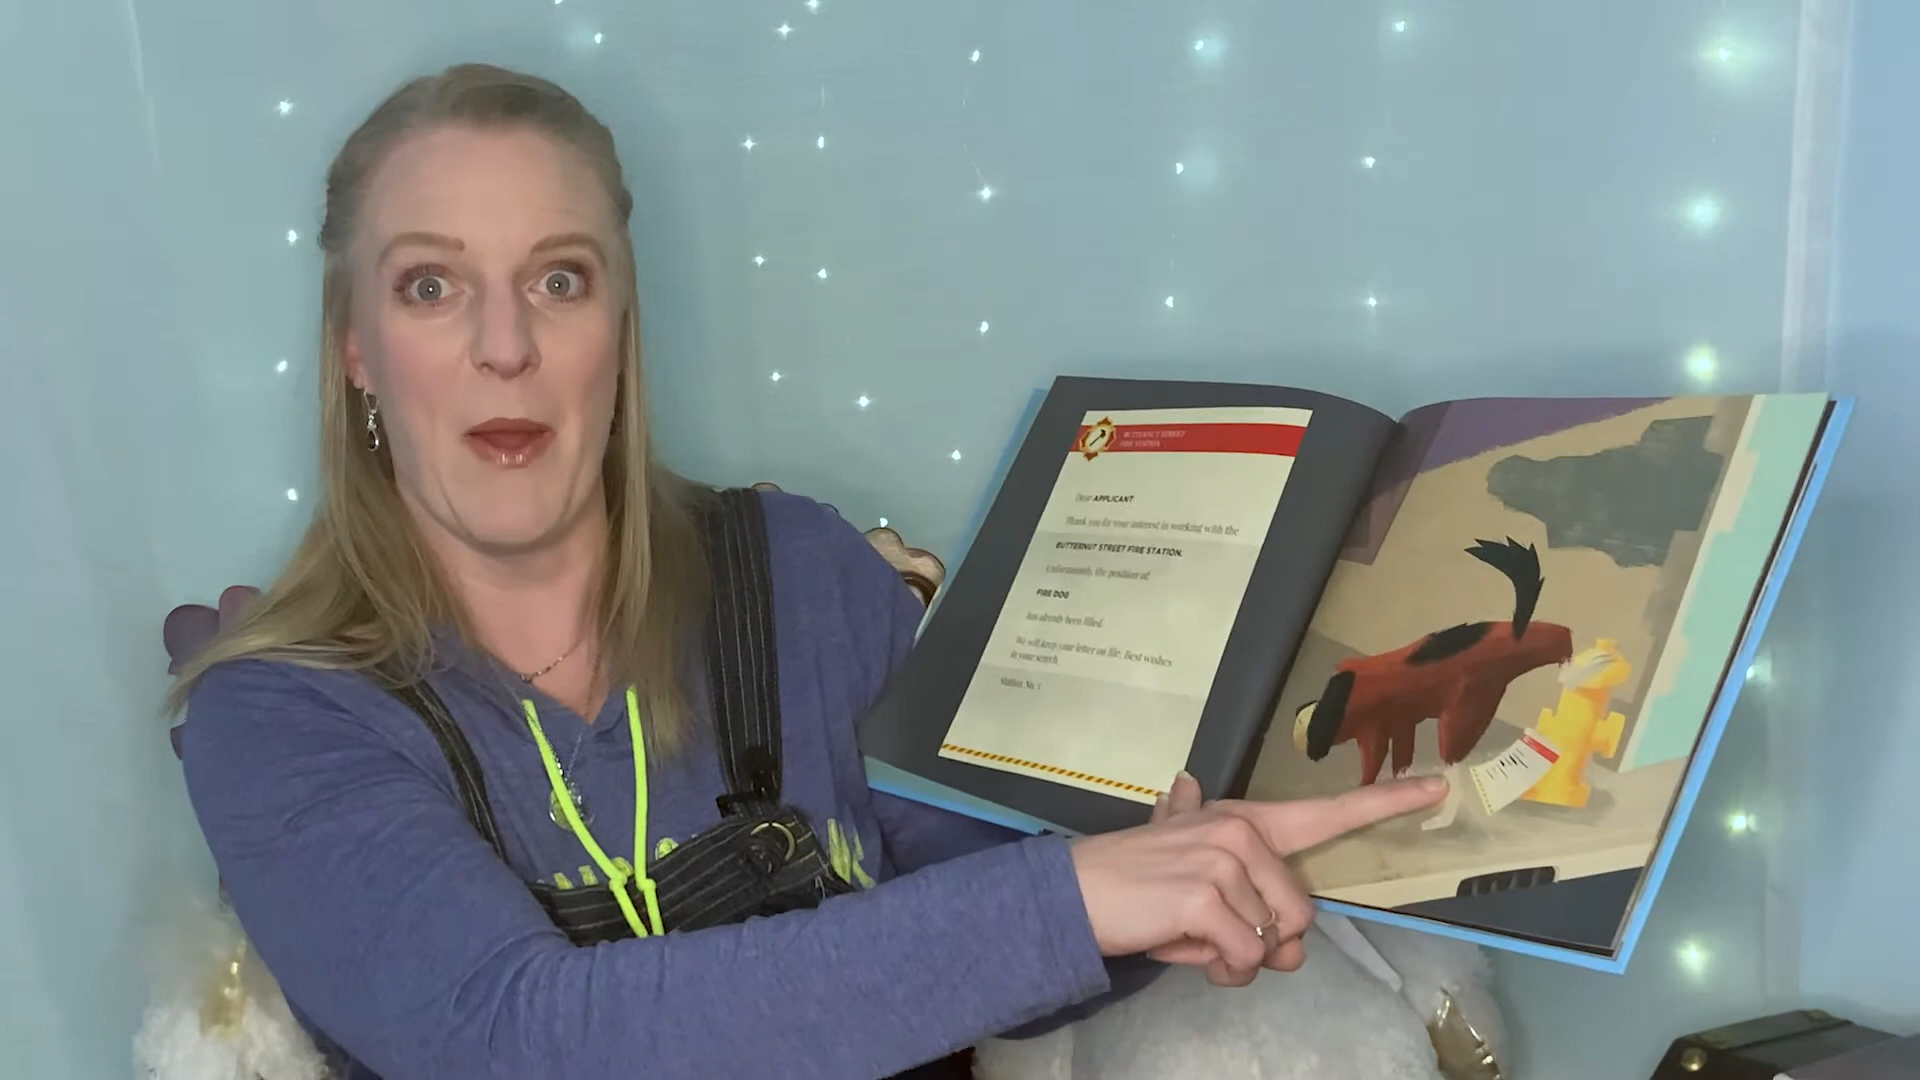 BUTTERNUT STREET
FIRE STATION
Dear APPLICANT
Thank you for your interest in working with the
BUTTERNUT STREET FIRE STATION.
Unfortunately, the position of
FIRE DOG
has already been filled.
We will keep your letter on file. Best wishes
in your search.
Station No. 1